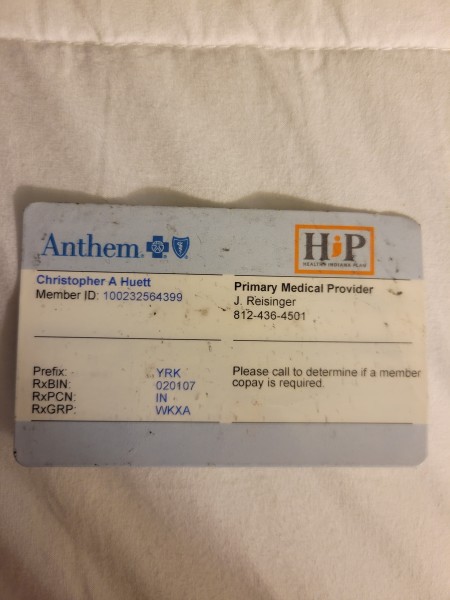 Anthem
HiP
HEALTHY INDIANA PLAN
Christopher A Huett
Member ID: 100232564399
Primary Medical Provider
J. Reisinger
812-436-4501
Prefix: YRK
RxBIN: 020107
RxPCN: IN
RxGRP: WKXA
Please call to determine if a member
copay is required.